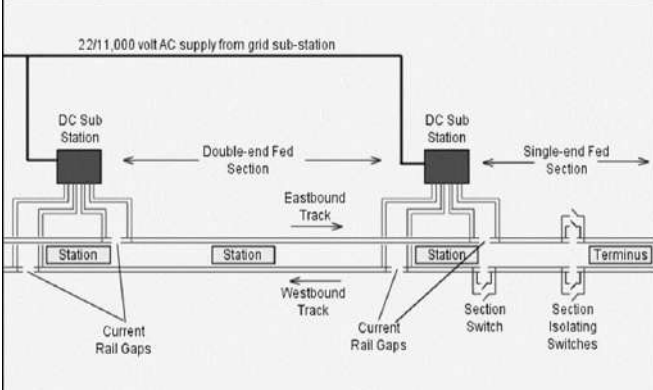 22/11,000 volt AC supply from grid sub-station
DC Sub
Station
DC Sub
Station
Double-end Fed
Section
Single-end Fed
Section
Eastbound
Track
Station
Station
Station
Terminus
Westbound
Track
Current
Rail Gaps
Current
Rail Gaps
Section
Switch
Section
Isolating
Switches